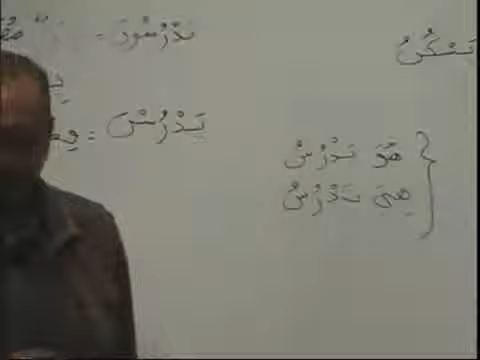 يَسْكُنُ
يَدْرُسُونَ =
يَدْرُسْنَ =
هُوَ يَدْرُسُ
هِيَ تَدْرُسُ